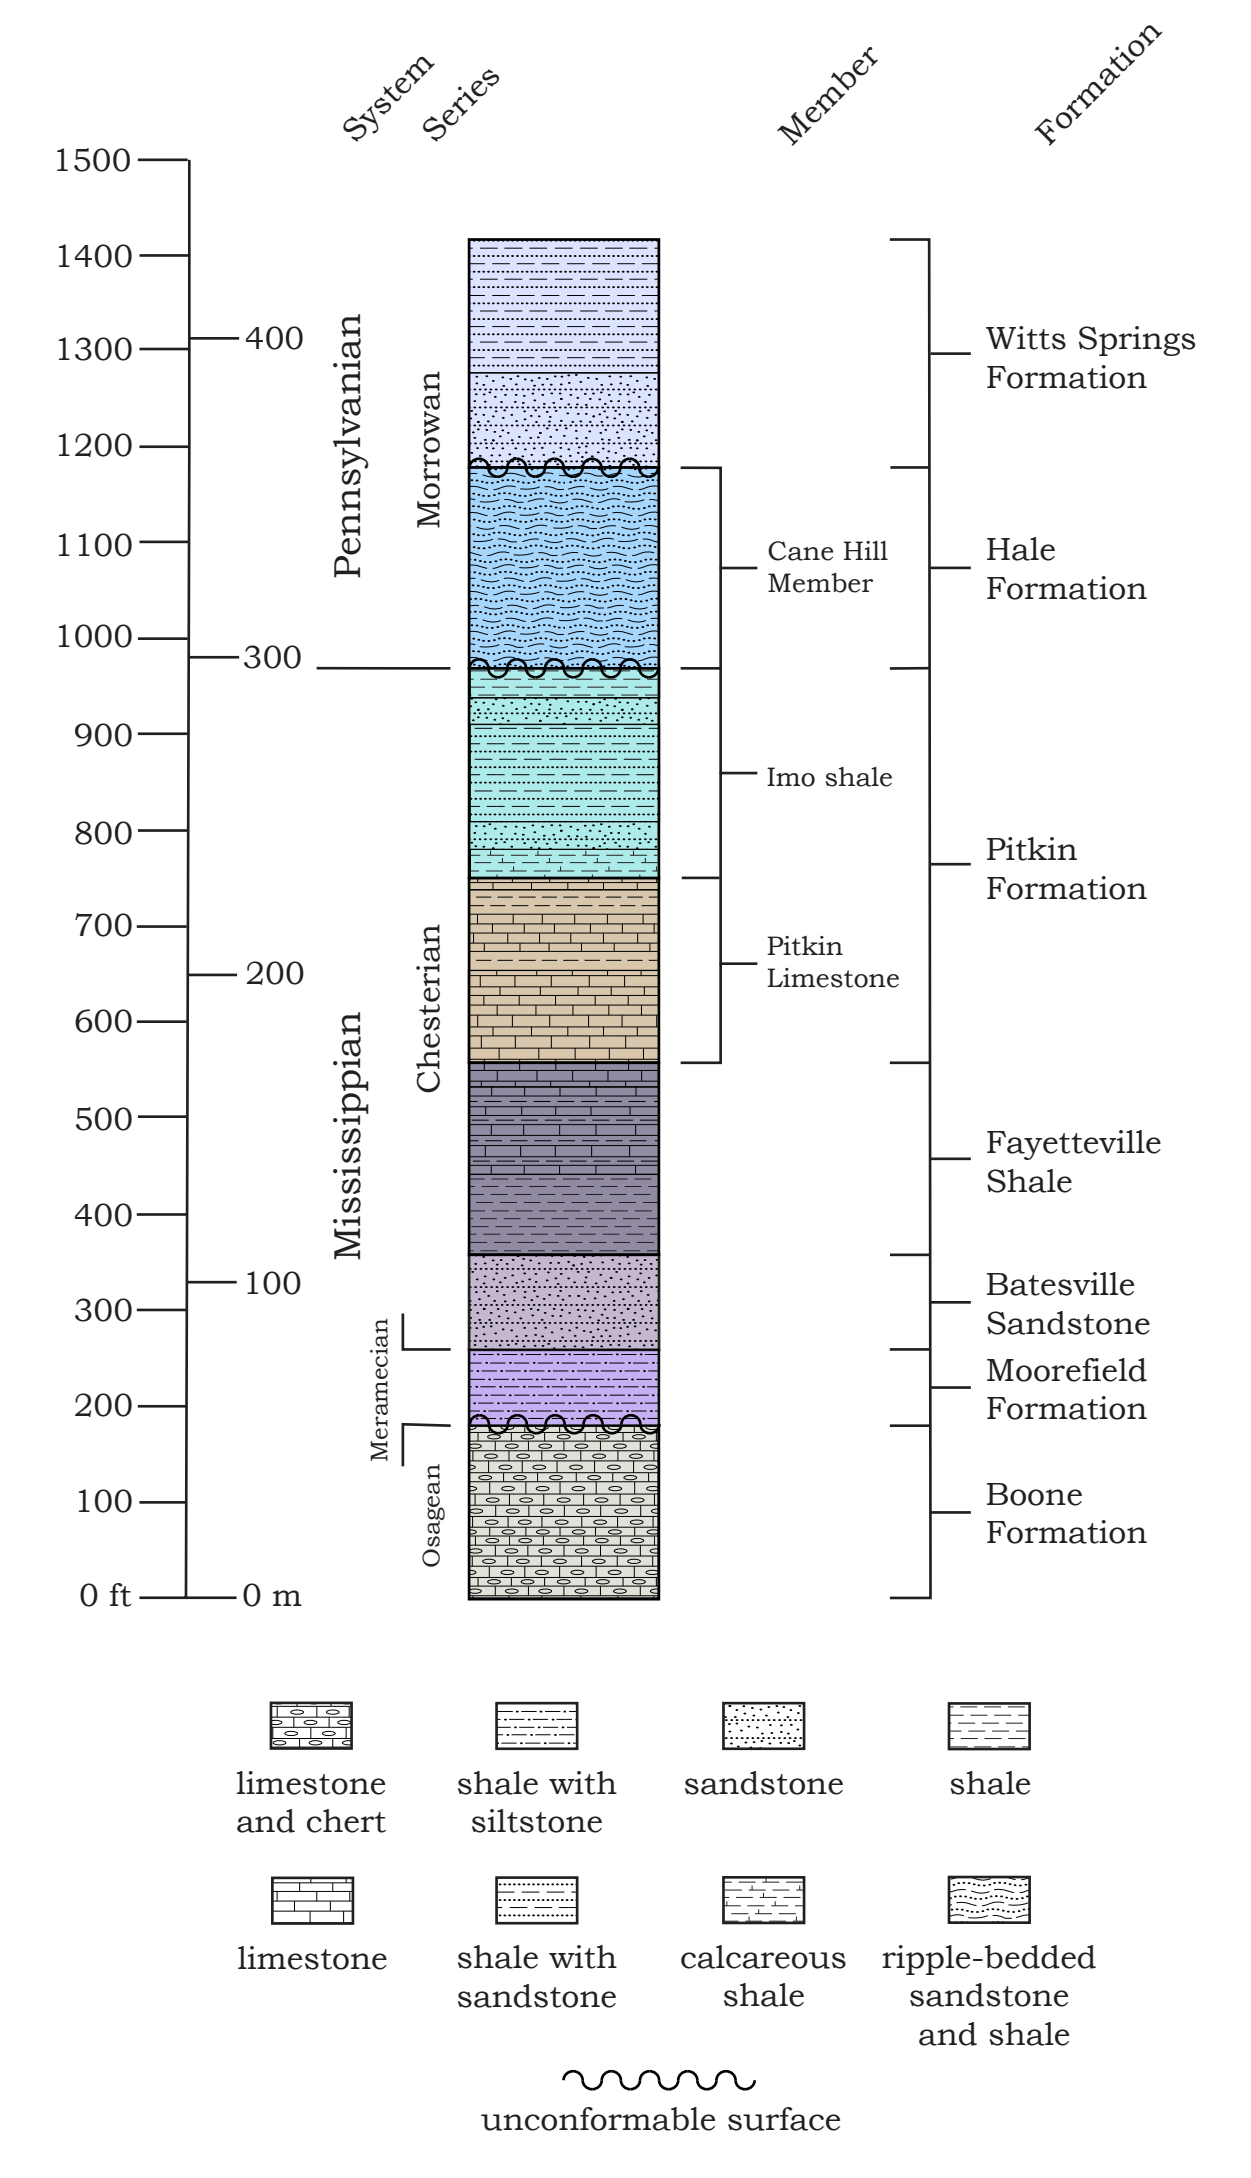 System
Series
Member
Formation
1500
1400
1300
1200
1100
1000
900
800
700
600
500
400
300
200
100
0 ft
400
300
200
100
0 m
Pennsylvanian
Mississippian
Morrowan
Chesterian
Meramecian
Osagean
Cane Hill
Member
Imo shale
Pitkin
Limestone
Witts Springs
Formation
Hale
Formation
Pitkin
Formation
Fayetteville
Shale
Batesville
Sandstone
Moorefield
Formation
Boone
Formation
limestone
and chert
shale with
siltstone
sandstone
shale
limestone
shale with
sandstone
calcareous
shale
ripple-bedded
sandstone
and shale
unconformable surface